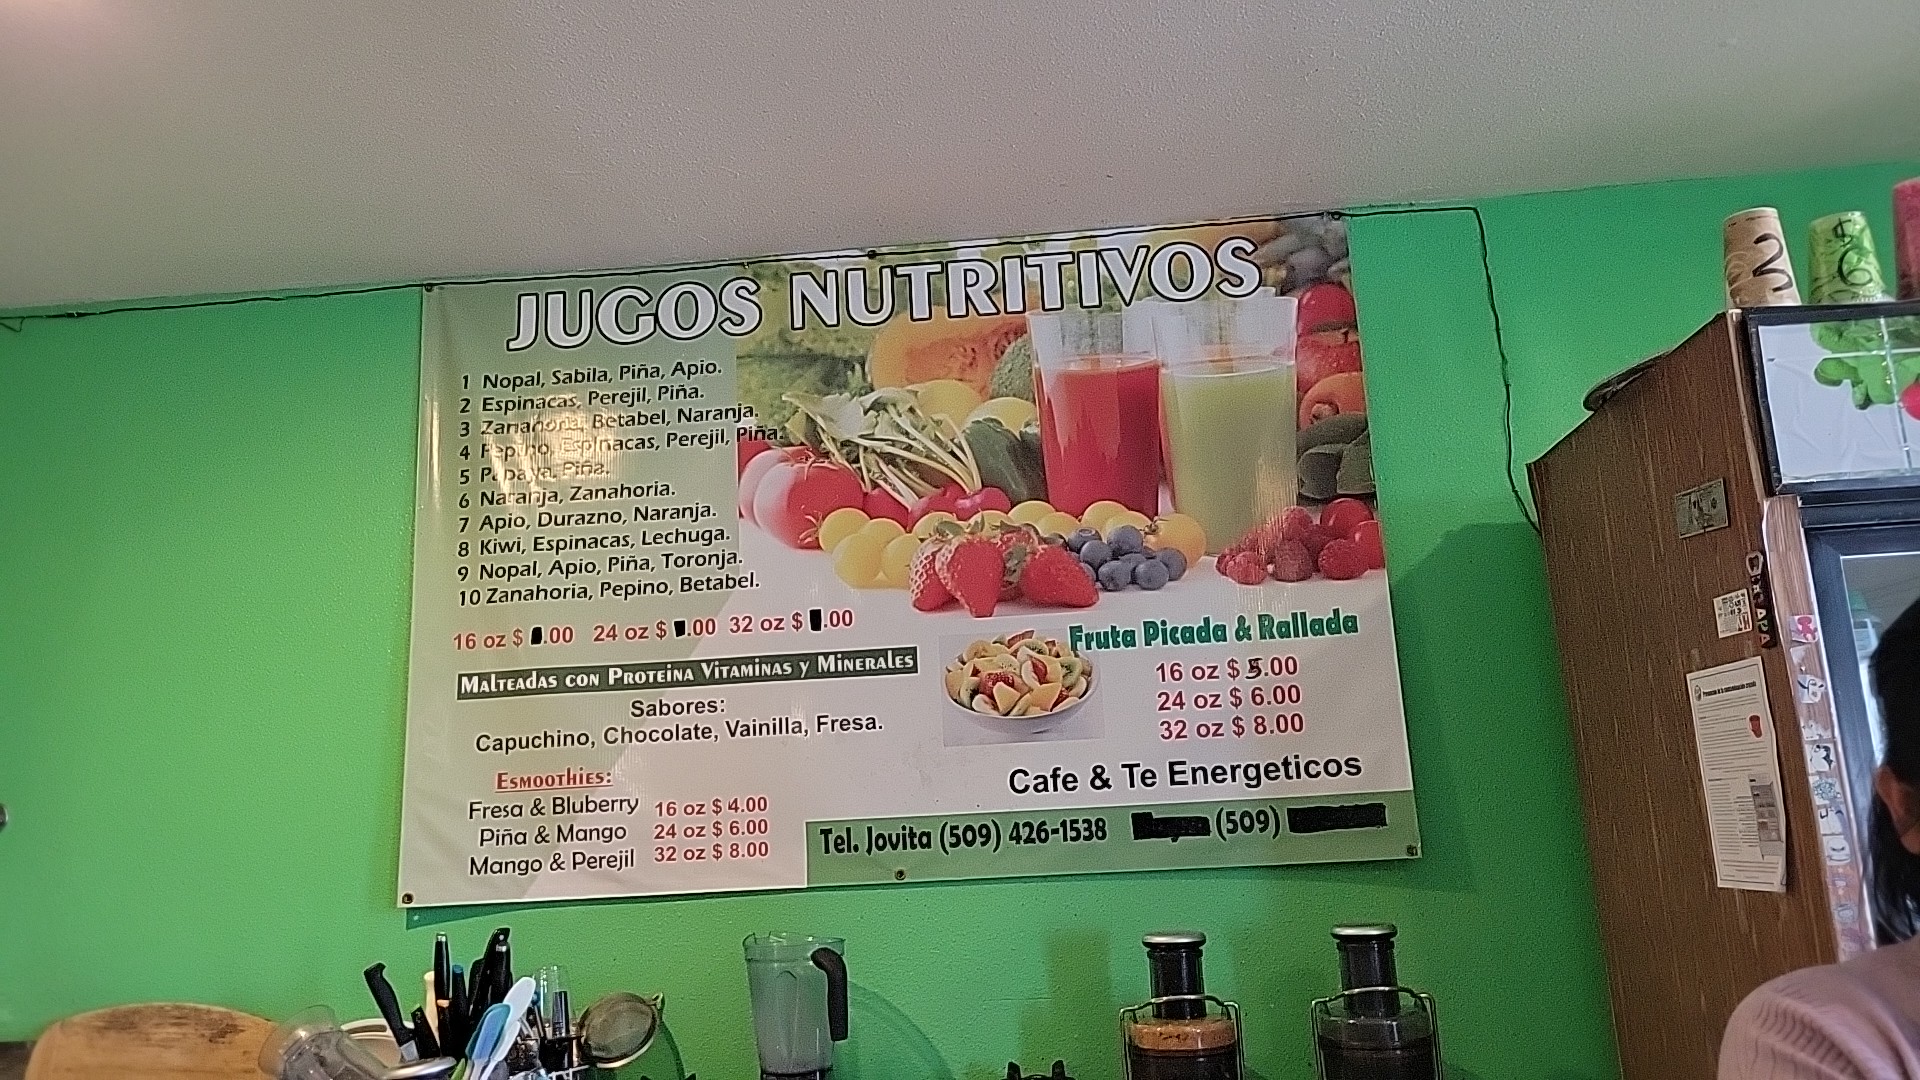 JUGOS NUTRITIVOS
1 Nopal, Sabila, Piña, Apio.
2 Espinacas, Perejil, Piña.
3 Zanahoria, Betabel, Naranja.
4 Pepino, Espinacas, Perejil, Piña.
5 Papaya, Piña.
6 Naranja, Zanahoria.
7 Apio, Durazno, Naranja.
8 Kiwi, Espinacas, Lechuga.
9 Nopal, Apio, Piña, Toronja.
10 Zanahoria, Pepino, Betabel.
16 oz $ .00 24 oz $ .00 32 oz $ .00
Malteadas con Proteina Vitaminas y Minerales
Sabores:
Capuchino, Chocolate, Vainilla, Fresa.
Esmoothies:
Fresa & Bluberry 16 oz $ 4.00
Piña & Mango 24 oz $ 6.00
Mango & Perejil 32 oz $ 8.00
Fruta Picada & Rallada
16 oz $ 5.00
24 oz $ 6.00
32 oz $ 8.00
Cafe & Te Energeticos
Tel. Jovita (509) 426-1538 (509)
$6